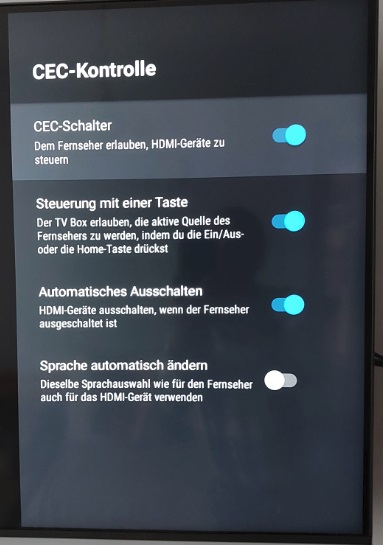 CEC-Kontrolle
CEC-Schalter
Dem Fernseher erlauben, HDMI-Geräte zu
steuern
Steuerung mit einer Taste
Der TV Box erlauben, die aktive Quelle des
Fernsehers zu werden, indem du die Ein/Aus-
oder die Home-Taste drückst
Automatisches Ausschalten
HDMI-Geräte ausschalten, wenn der Fernseher
ausgeschaltet ist
Sprache automatisch ändern
Dieselbe Sprachauswahl wie für den Fernseher
auch für das HDMI-Gerät verwenden